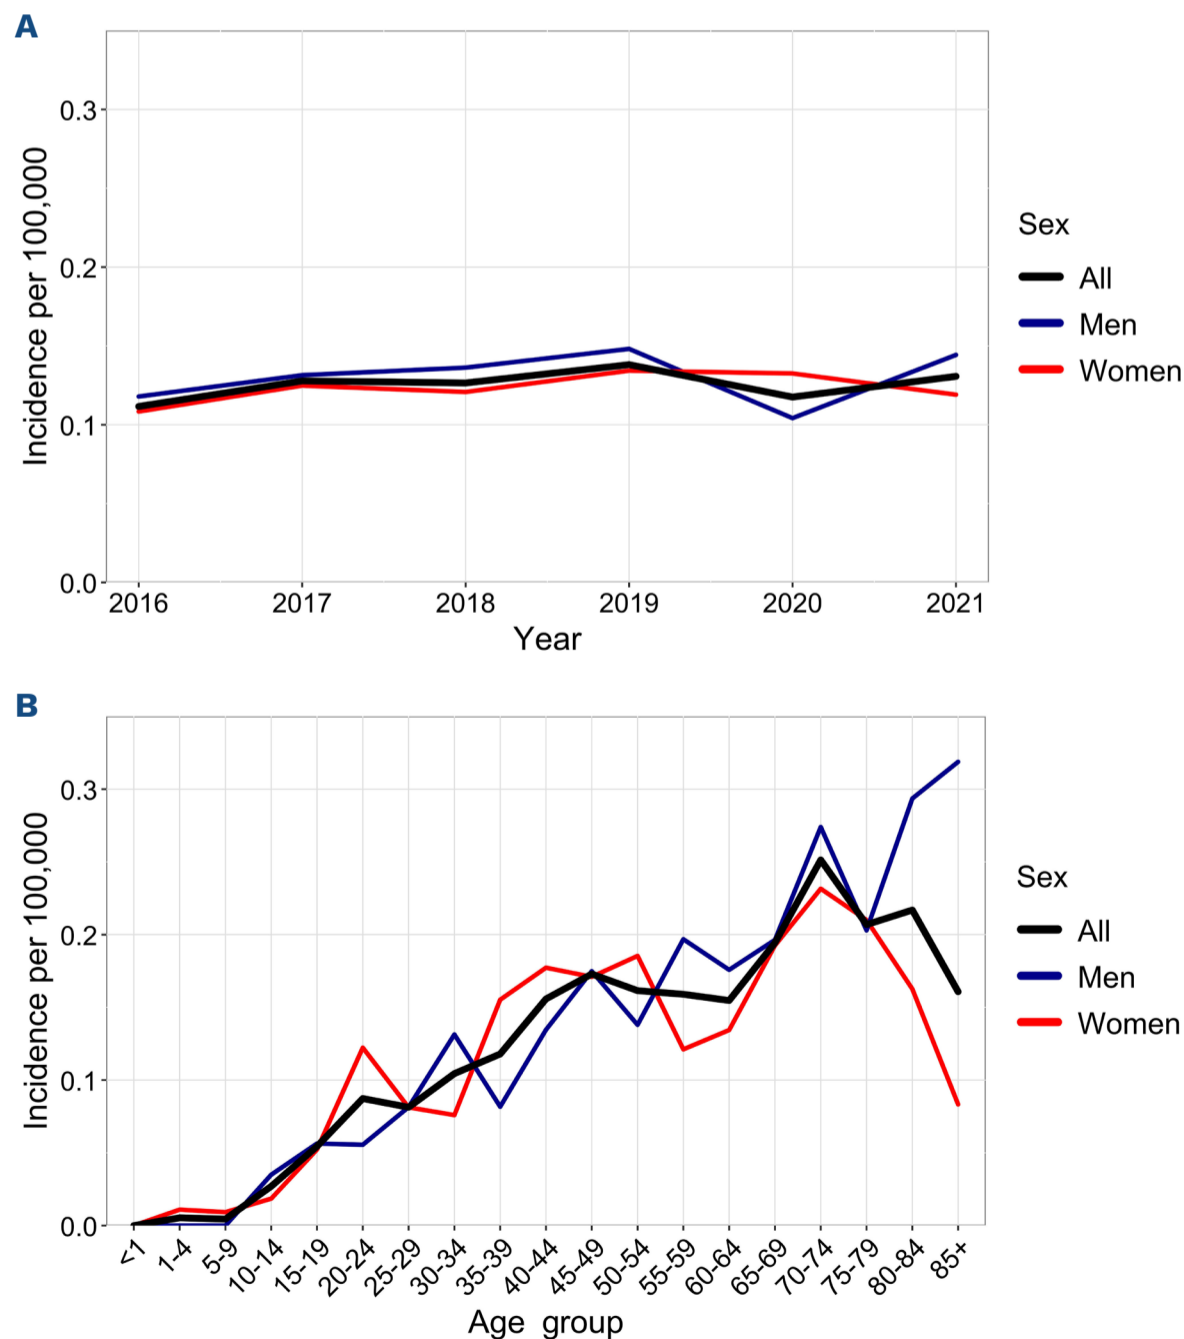 A
0.3
0.2
0.1
0.0
Incidence per 100,000
2016 2017 2018 2019 2020 2021
Year
Sex
All
Men
Women
B
0.3
0.2
0.1
0.0
Incidence per 100,000
<1 1-4 5-9 10-14 15-19 20-24 25-29 30-34 35-39 40-44 45-49 50-54 55-59 60-64 65-69 70-74 75-79 80-84 85+
Age group
Sex
All
Men
Women